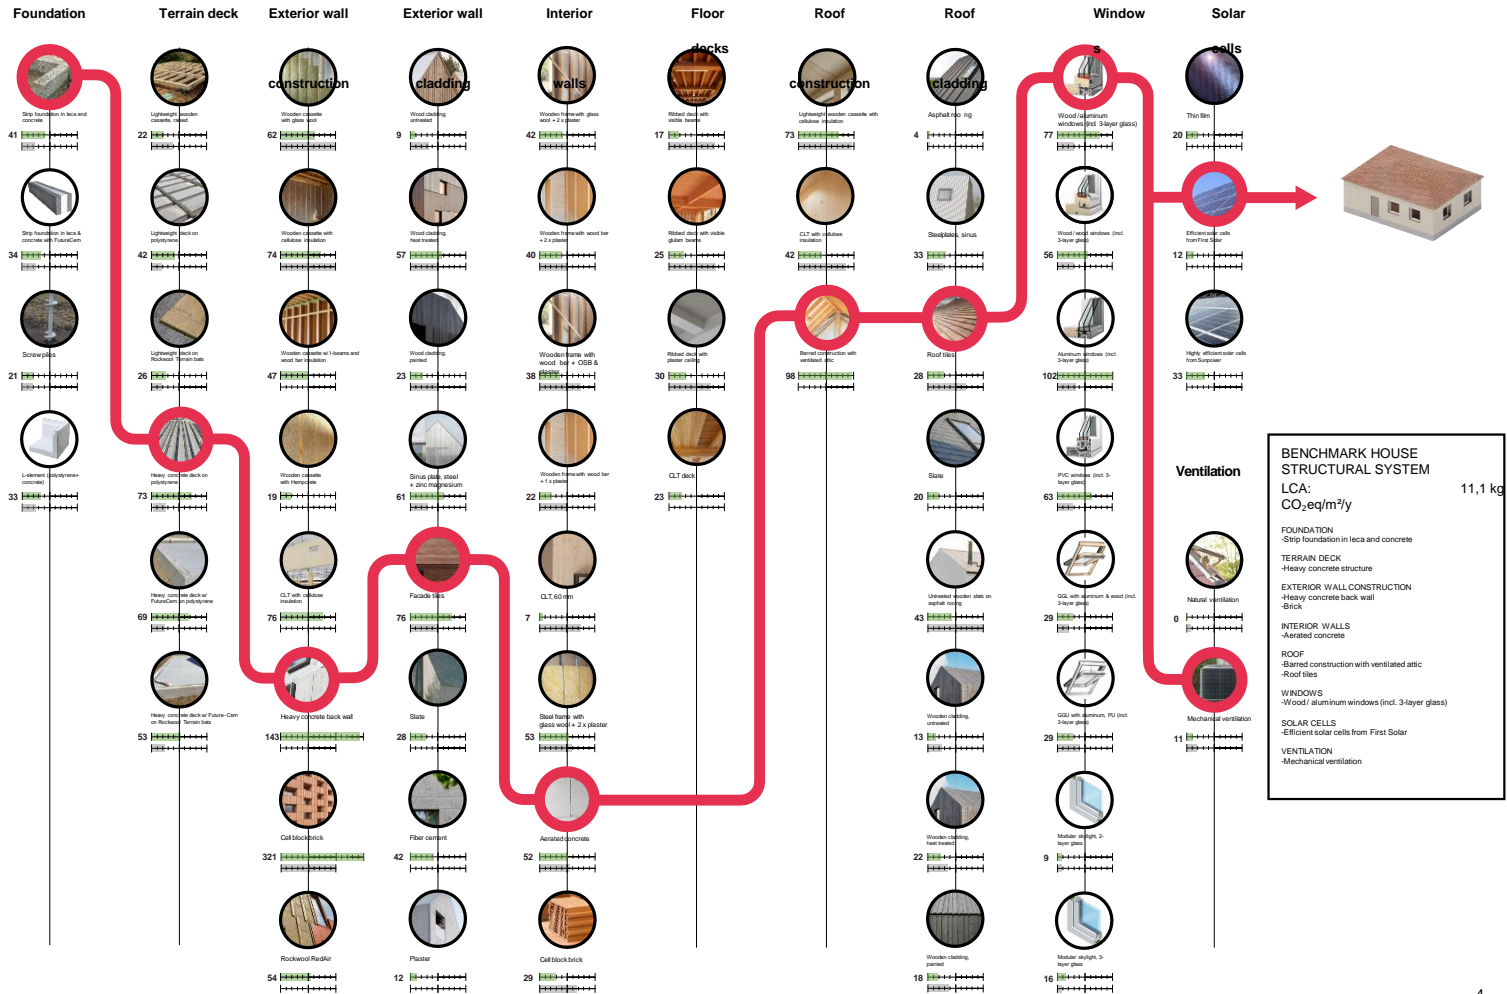 Foundation
Terrain deck
Exterior wall construction
Exterior wall cladding
Interior walls
Floor decks
Roof construction
Roof cladding
Windows
Solar cells
Strip foundation in leca and
concrete
41
Strip foundation in leca &
concrete with FutureCem
34
Screw piles
21
L-element (polystyrene+
concrete)
33
Lightweight wooden
cassette, raised
22
Lightweight deck on
polystyrene
42
Lightweight deck on
Rockwool Terrain bats
26
Heavy concrete deck on
polystyrene
73
Heavy concrete deck w/
FutureCem on polystyrene
69
Heavy concrete deck w/ Future- Cem
on Rockwool Terrain bats
53
Wooden cassette
with glass wool
62
Wooden cassette with
cellulose insulation
74
Wooden cassette w/ I-beams and
wood ber insulation
47
Wooden cassette
with Hempcrete
19
CLT with cellulose
insulation
76
Heavy concrete back wall
143
Cell block brick
321
Rockwool RedAir
54
Wood cladding,
untreated
9
Wood cladding,
heat treated
57
Wood cladding,
painted
23
Sinus plate, steel
+ zinc magnesium
61
Facade tiles
76
Slate
28
Fiber cement
42
Plaster
12
Wooden frame with glass
wool + 2 x plaster
42
Wooden frame with wood ber
+ 2 x plaster
40
Wooden frame with
wood ber + OSB &
plaster
38
Wooden frame with wood ber
+ 1 x plaster
22
CLT, 60 mm
7
Steel frame with
glass wool + 2 x plaster
53
Aerated concrete
52
Cell block brick
29
Ribbed deck with
visible beams
17
Ribbed deck with visible
glulam beams
25
Ribbed deck with
plaster ceiling
30
CLT deck
23
Lightweight wooden cassette with
cellulose insulation
73
CLT with cellulose
insulation
42
Barred construction with
ventilated attic
98
Asphalt roo ng
4
Steelplates, sinus
33
Roof tiles
28
Slate
20
Untreated wooden slats on
asphalt roo ng
43
Wooden cladding,
untreated
13
Wooden cladding,
heat treated
22
Wooden cladding,
painted
18
Wood / aluminum
windows (incl. 3-layer glass)
77
Wood / wood windows (incl.
3-layer glass)
56
Aluminum windows (incl.
3-layer glass)
102
PVC windows (incl. 3-
layer glass)
63
GGL with aluminum & wood (incl.
3-layer glass)
29
GGU with aluminum, PU (incl.
3-layer glass)
29
Modular skylight, 2-
layer glass
9
Modular skylight, 3-
layer glass
16
Thin film
20
Efficient solar cells
from First Solar
12
Highly efficient solar cells
from Sunpower
33
Ventilation
Natural ventilation
0
Mechanical ventilation
11
BENCHMARK HOUSE
STRUCTURAL SYSTEM
LCA: 11,1 kg
CO₂eq/m²/y
FOUNDATION
-Strip foundation in leca and concrete
TERRAIN DECK
-Heavy concrete structure
EXTERIOR WALL CONSTRUCTION
-Heavy concrete back wall
-Brick
INTERIOR WALLS
-Aerated concrete
ROOF
-Barred construction with ventilated attic
-Roof tiles
WINDOWS
-Wood / aluminum windows (incl. 3-layer glass)
SOLAR CELLS
-Efficient solar cells from First Solar
VENTILATION
-Mechanical ventilation
4